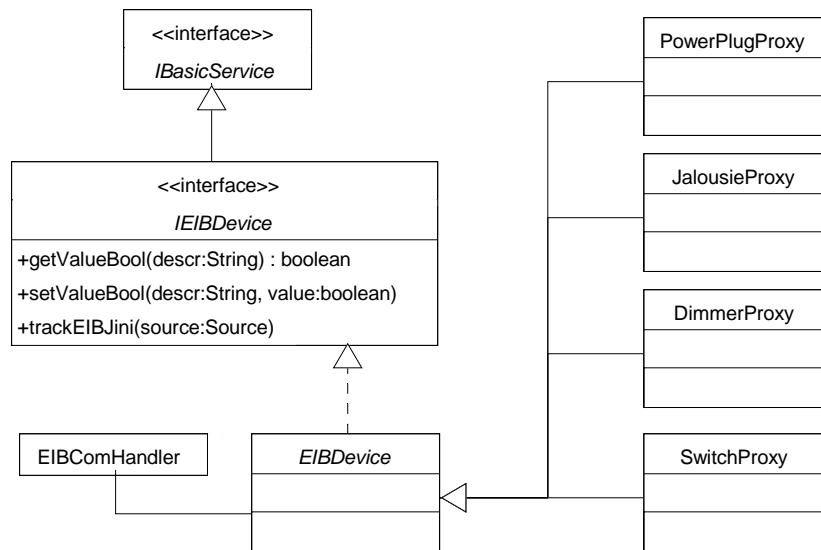 <<interface>>
IBasicService
<<interface>>
IEIBDevice
+getValueBool(descr:String) : boolean
+setValueBool(descr:String, value:boolean)
+trackEIBJini(source:Source)
EIBComHandler
EIBDevice
PowerPlugProxy
JalousieProxy
DimmerProxy
SwitchProxy